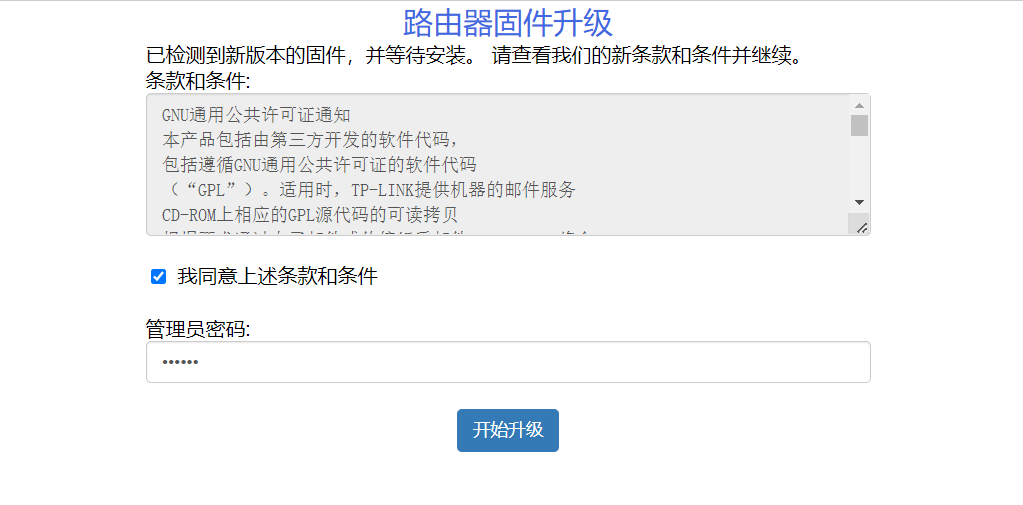 路由器固件升级
已检测到新版本的固件，并等待安装。 请查看我们的新条款和条件并继续。
条款和条件:
GNU通用公共许可证通知
本产品包括由第三方开发的软件代码，
包括遵循GNU通用公共许可证的软件代码
（“GPL”）。适用时，TP-LINK提供机器的邮件服务
CD-ROM上相应的GPL源代码的可读拷贝
我同意上述条款和条件
管理员密码:
••••••
开始升级